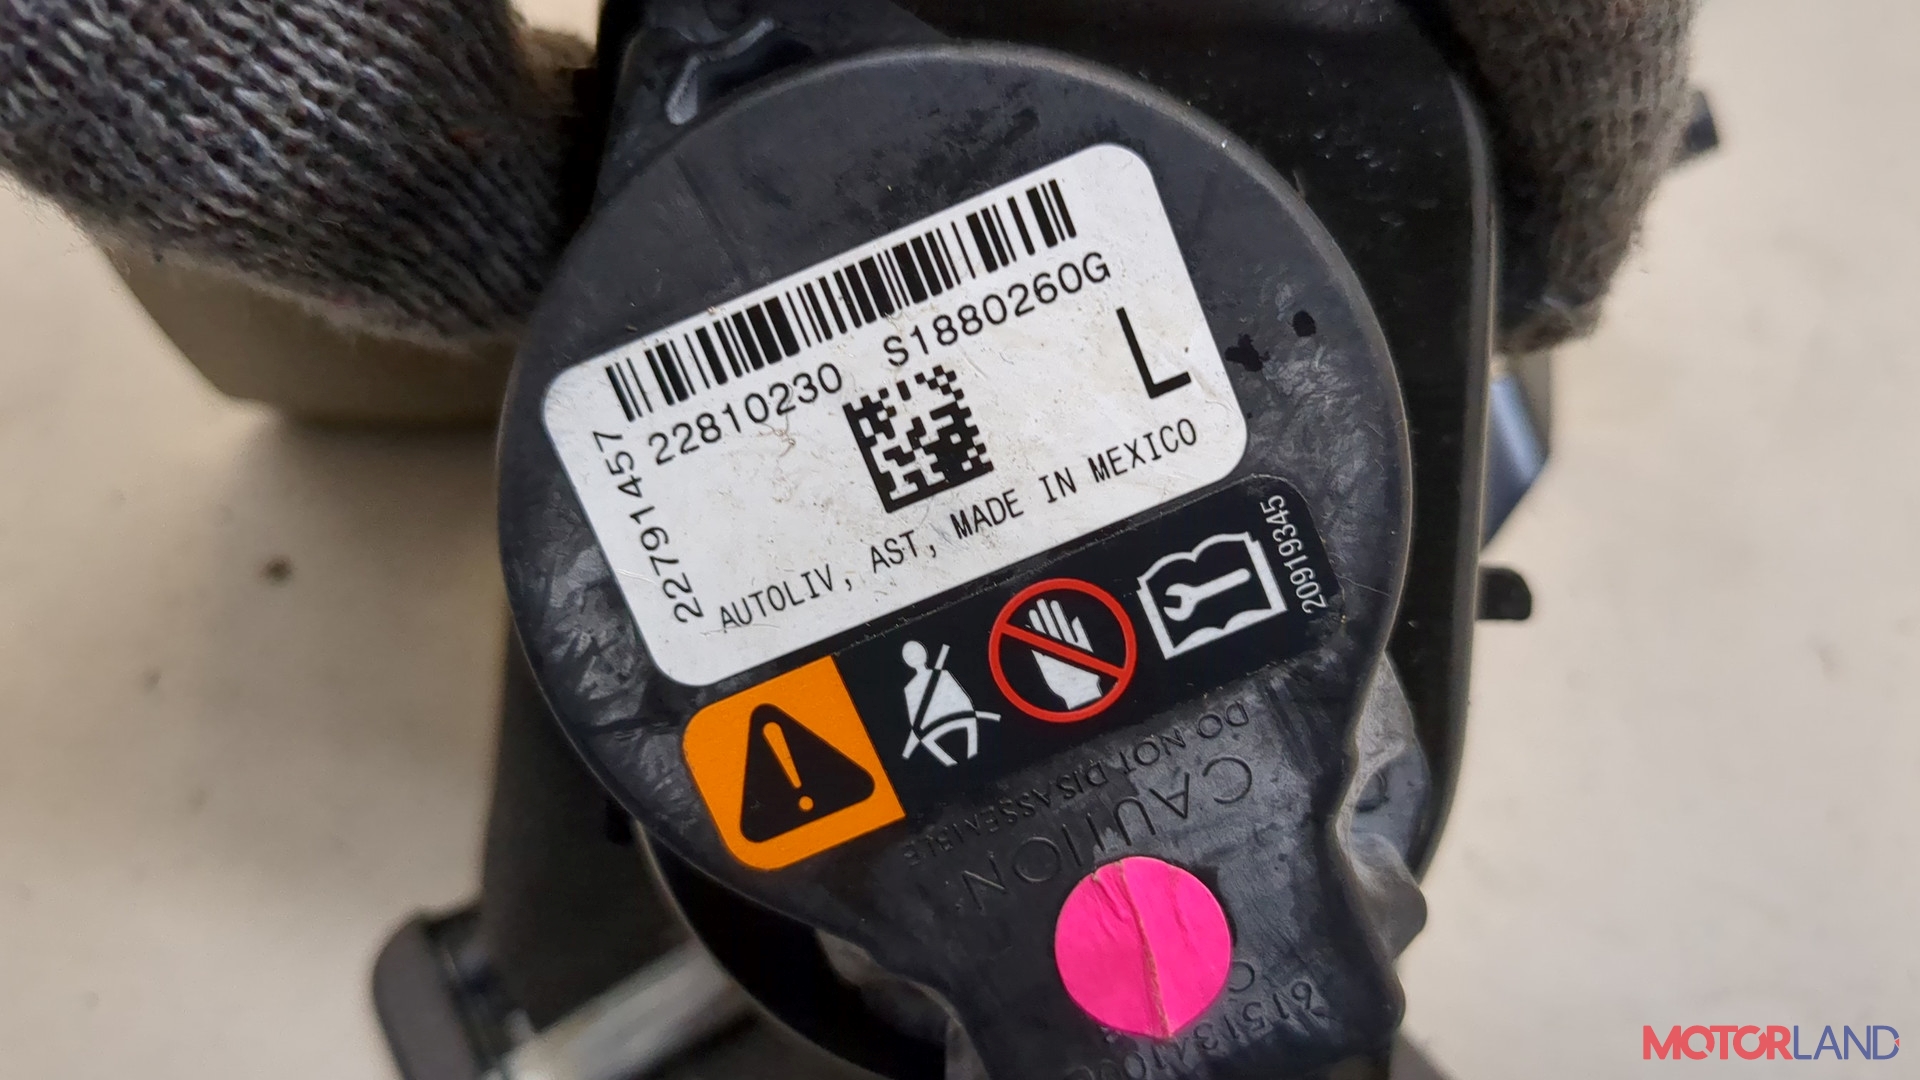 22810230 S1880260G
L
22791457
AUTOLIV, AST, MADE IN MEXICO
20919345
DO NOT DISASSEMBLE
CAUTION
MOTORLAND